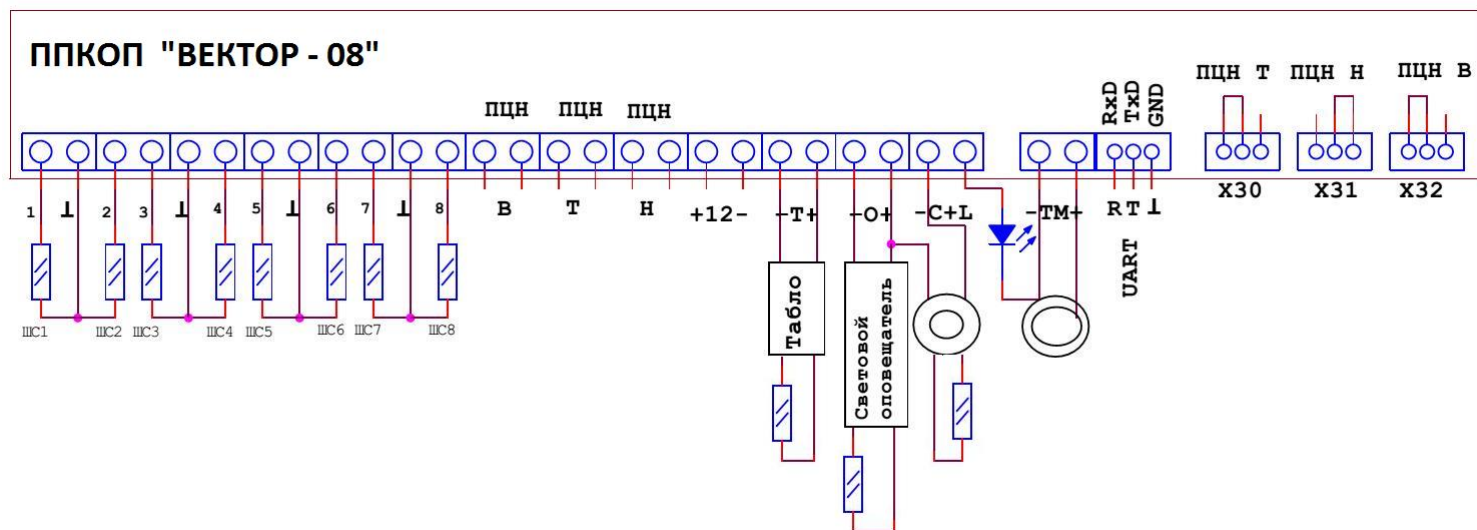 ППКОП "ВЕКТОР - 08"
ПЦН Т ПЦН Н ПЦН В
ПЦН ПЦН ПЦН
RxD
TxD
GND
X30 X31 X32
1 ⊥ 2 3 ⊥ 4 5 ⊥ 6 7 ⊥ 8 В Т Н +12- -Т+ -О+ -С+L -ТМ+ R T ⊥
UART
ШС1 ШС2 ШС3 ШС4 ШС5 ШС6 ШС7 ШС8
Табло
Световой
оповещатель